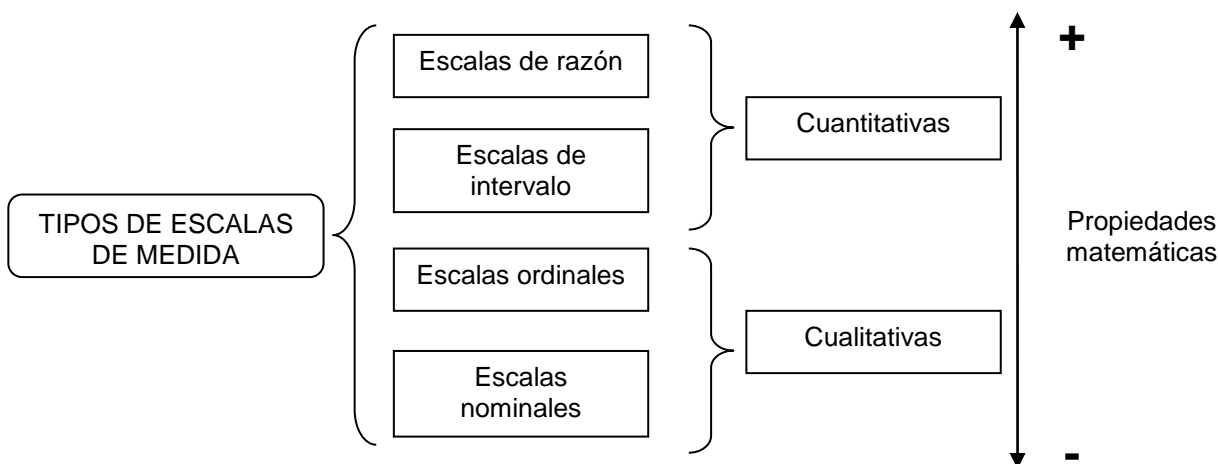 TIPOS DE ESCALAS
DE MEDIDA
Escalas de razón
Escalas de
intervalo
Escalas ordinales
Escalas
nominales
Cuantitativas
Cualitativas
+
Propiedades
matemáticas
-